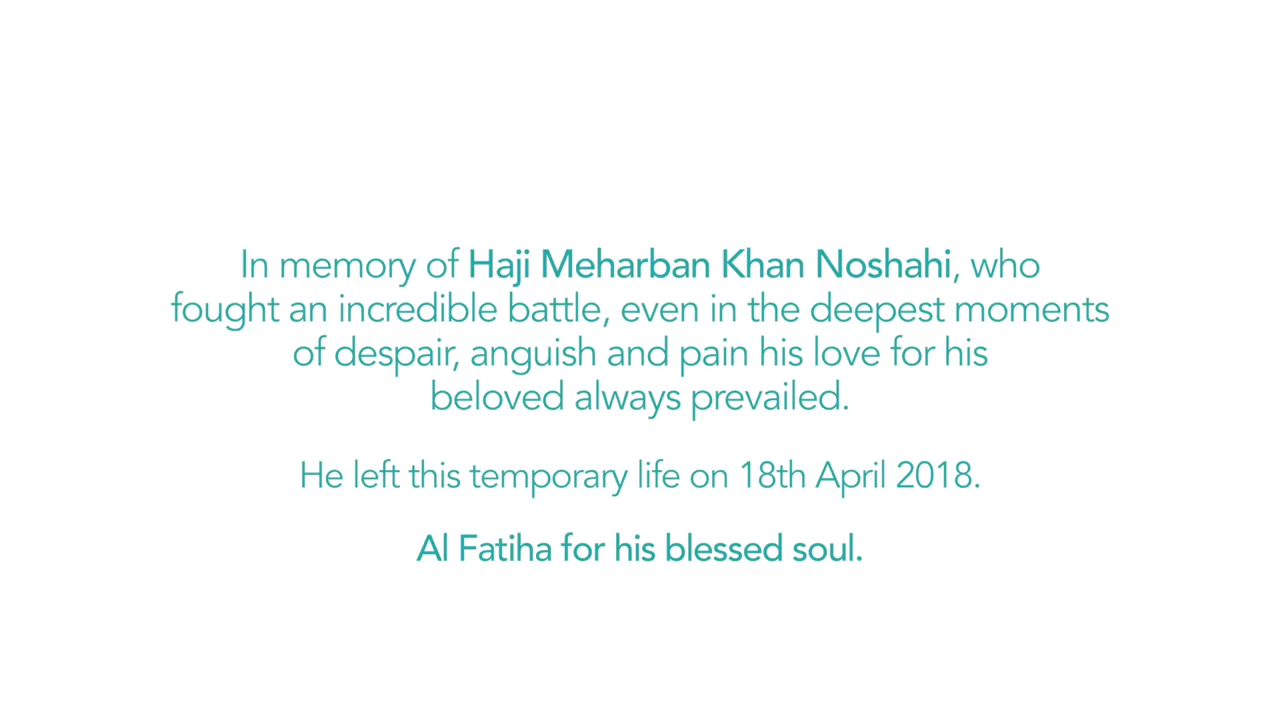 In memory of Haji Meharban Khan Noshahi, who
fought an incredible battle, even in the deepest moments
of despair, anguish and pain his love for his
beloved always prevailed.
He left this temporary life on 18th April 2018.
Al Fatiha for his blessed soul.